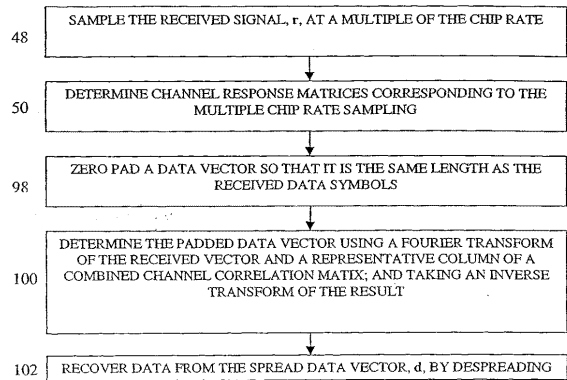 SAMPLE THE RECEIVED SIGNAL, r, AT A MULTIPLE OF THE CHIP RATE
48
DETERMINE CHANNEL RESPONSE MATRICES CORRESPONDING TO THE
MULTIPLE CHIP RATE SAMPLING
50
ZERO PAD A DATA VECTOR SO THAT IT IS THE SAME LENGTH AS THE
RECEIVED DATA SYMBOLS
98
DETERMINE THE PADDED DATA VECTOR USING A FOURIER TRANSFORM
OF THE RECEIVED VECTOR AND A REPRESENTATIVE COLUMN OF A
COMBINED CHANNEL CORRELATION MATIX; AND TAKING AN INVERSE
TRANSFORM OF THE RESULT
100
102 RECOVER DATA FROM THE SPREAD DATA VECTOR, d, BY DESPREADING